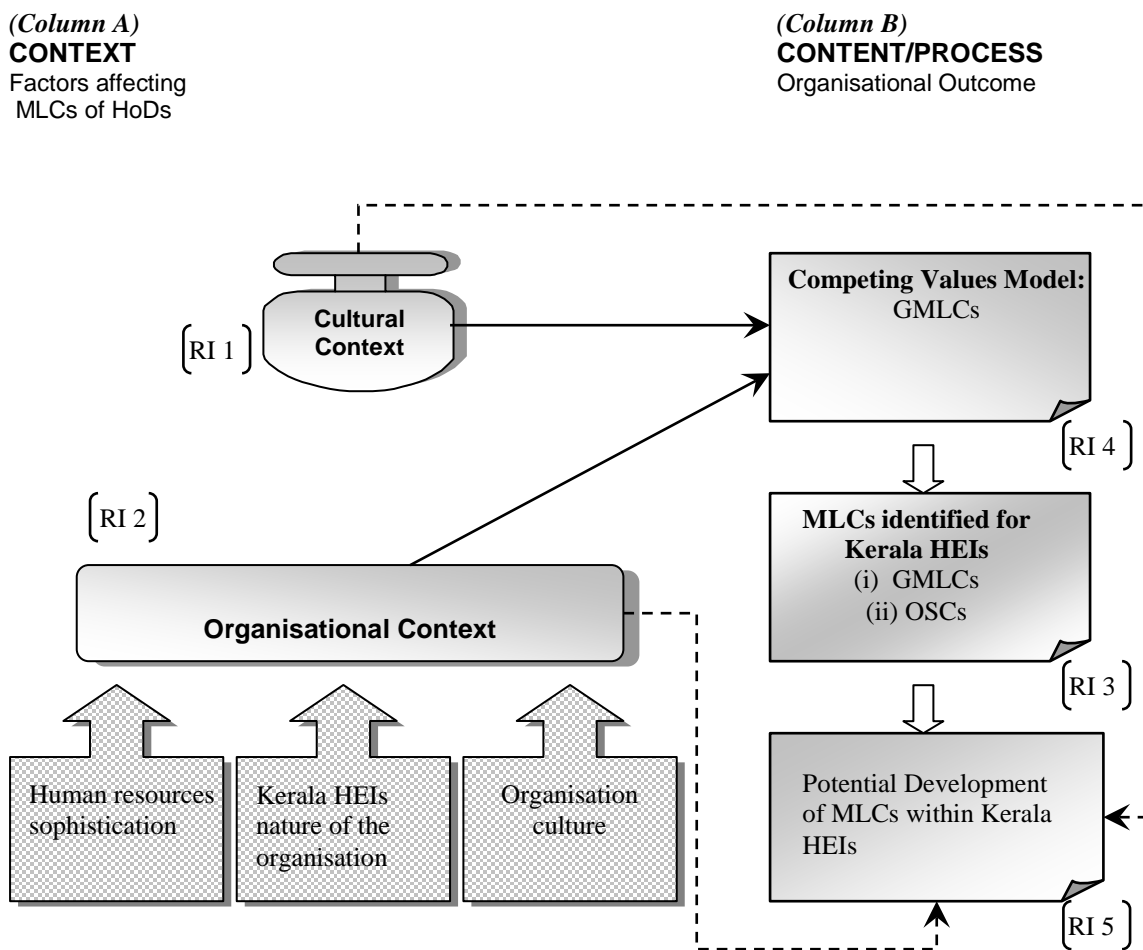 (Column A)
CONTEXT
Factors affecting
MLCs of HoDs
(Column B)
CONTENT/PROCESS
Organisational Outcome
Cultural
Context
RI 1
Competing Values Model:
GMLCs
RI 4
RI 2
MLCs identified for
Kerala HEIs
(i) GMLCs
(ii) OSCs
RI 3
Organisational Context
Human resources
sophistication
Kerala HEIs
nature of the
organisation
Organisation
culture
Potential Development
of MLCs within Kerala
HEIs
RI 5